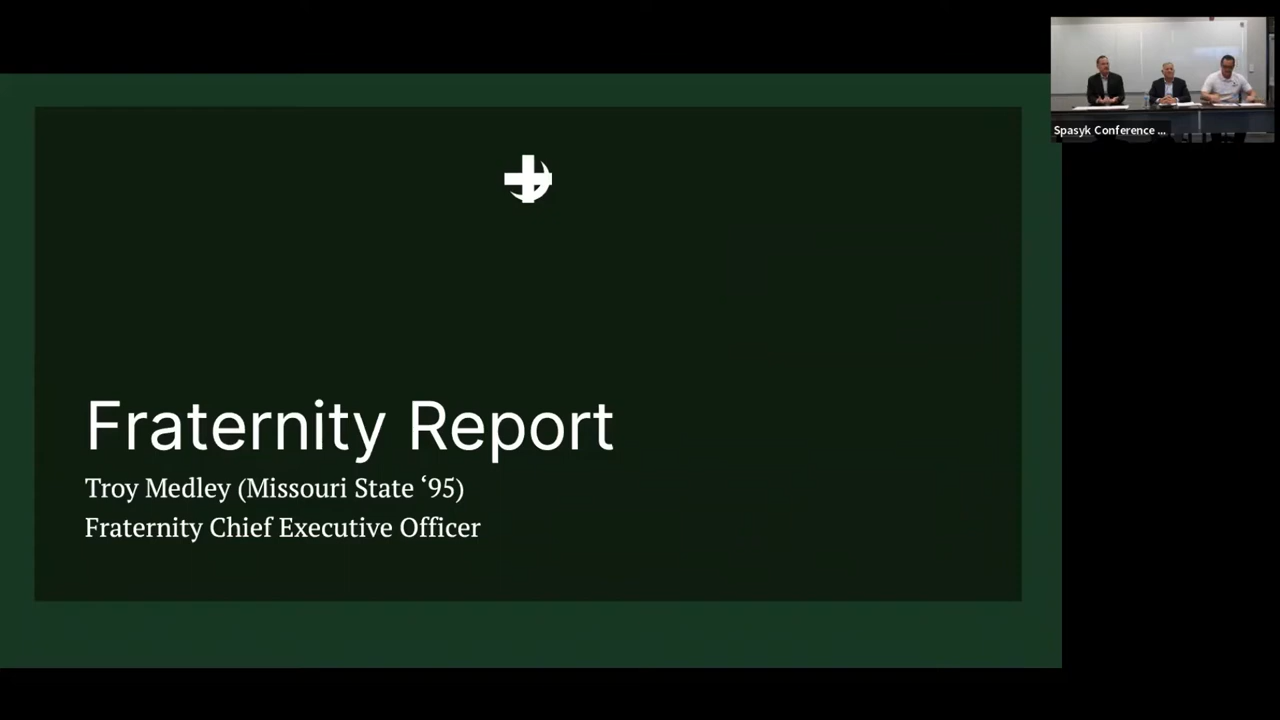 Spasyk Conference ...
Fraternity Report
Troy Medley (Missouri State ‘95)
Fraternity Chief Executive Officer